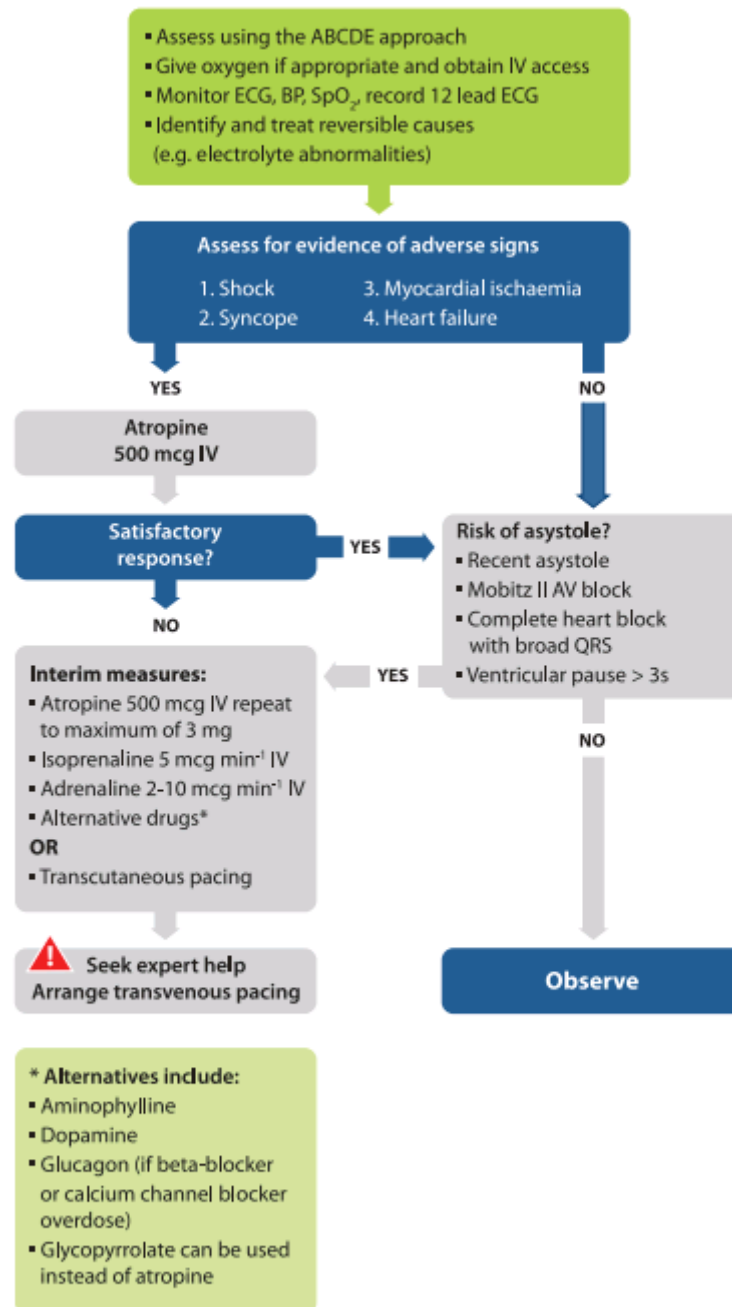 ▪ Assess using the ABCDE approach
▪ Give oxygen if appropriate and obtain IV access
▪ Monitor ECG, BP, SpO₂, record 12 lead ECG
▪ Identify and treat reversible causes
(e.g. electrolyte abnormalities)
Assess for evidence of adverse signs
1. Shock
2. Syncope
3. Myocardial ischaemia
4. Heart failure
YES
NO
Atropine
500 mcg IV
Satisfactory
response?
YES
NO
Risk of asystole?
▪ Recent asystole
▪ Mobitz II AV block
▪ Complete heart block
with broad QRS
▪ Ventricular pause > 3s
YES
NO
Interim measures:
▪ Atropine 500 mcg IV repeat
to maximum of 3 mg
▪ Isoprenaline 5 mcg min⁻¹ IV
▪ Adrenaline 2-10 mcg min⁻¹ IV
▪ Alternative drugs*
OR
▪ Transcutaneous pacing
!
Seek expert help
Arrange transvenous pacing
Observe
* Alternatives include:
▪ Aminophylline
▪ Dopamine
▪ Glucagon (if beta-blocker
or calcium channel blocker
overdose)
▪ Glycopyrrolate can be used
instead of atropine